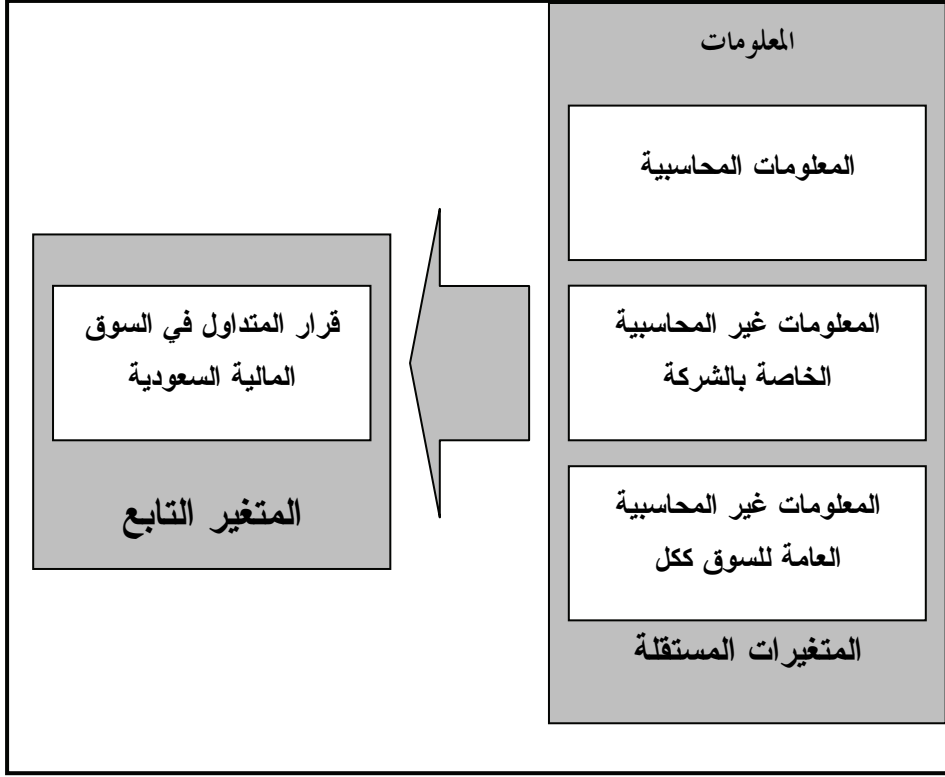 المعلومات
المعلومات المحاسبية
المعلومات غير المحاسبية
الخاصة بالشركة
المعلومات غير المحاسبية
العامة للسوق ككل
المتغيرات المستقلة
قرار المتداول في السوق
المالية السعودية
المتغير التابع